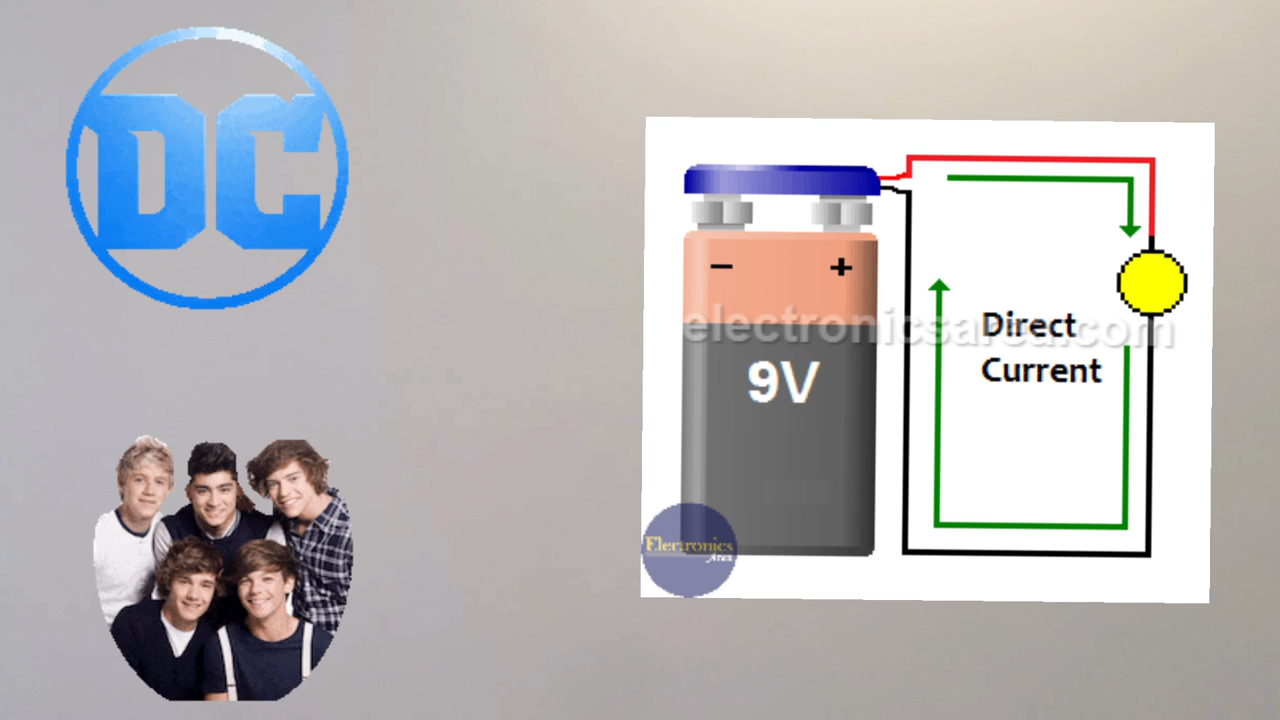 DC
− +
electronicsarea.com
Direct
Current
9V
Electronics
Area